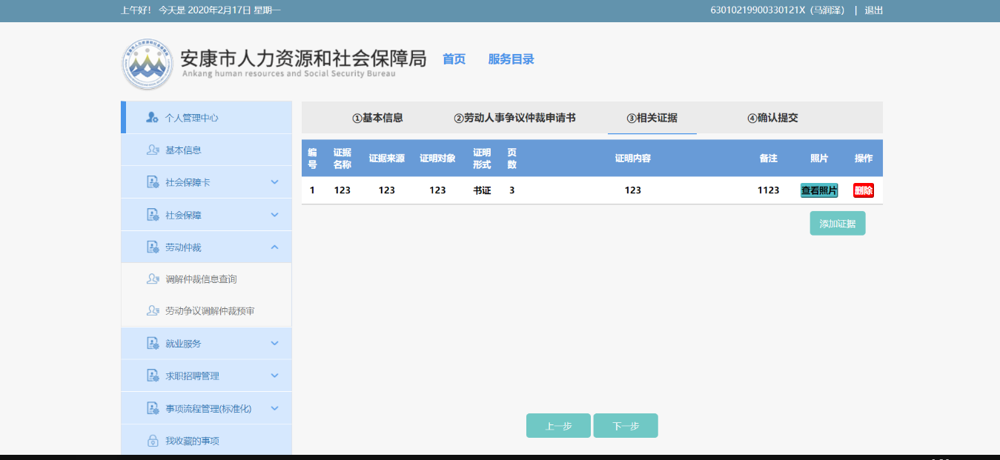 上午好! 今天是 2020年2月17日 星期一
63010219900330121X (马润泽) | 退出
安康市人力资源和社会保障局
Ankang human resources and Social Security Bureau
首页 服务目录
个人管理中心
基本信息
社会保障卡
社会保障
劳动仲裁
调解仲裁信息查询
劳动争议调解仲裁预审
就业服务
求职招聘管理
事项流程管理(标准化)
我收藏的事项
①基本信息 ②劳动人事争议仲裁申请书 ③相关证据 ④确认提交
编号 证据名称 证据来源 证明对象 证明形式 页数 证明内容 备注 照片 操作
1 123 123 123 书证 3 123 1123 查看照片 删除
添加证据
上一步 下一步